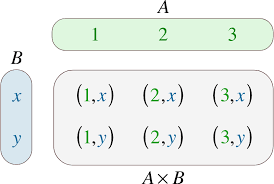 A
1 2 3
B
x (1,x) (2,x) (3,x)
y (1,y) (2,y) (3,y)
A × B